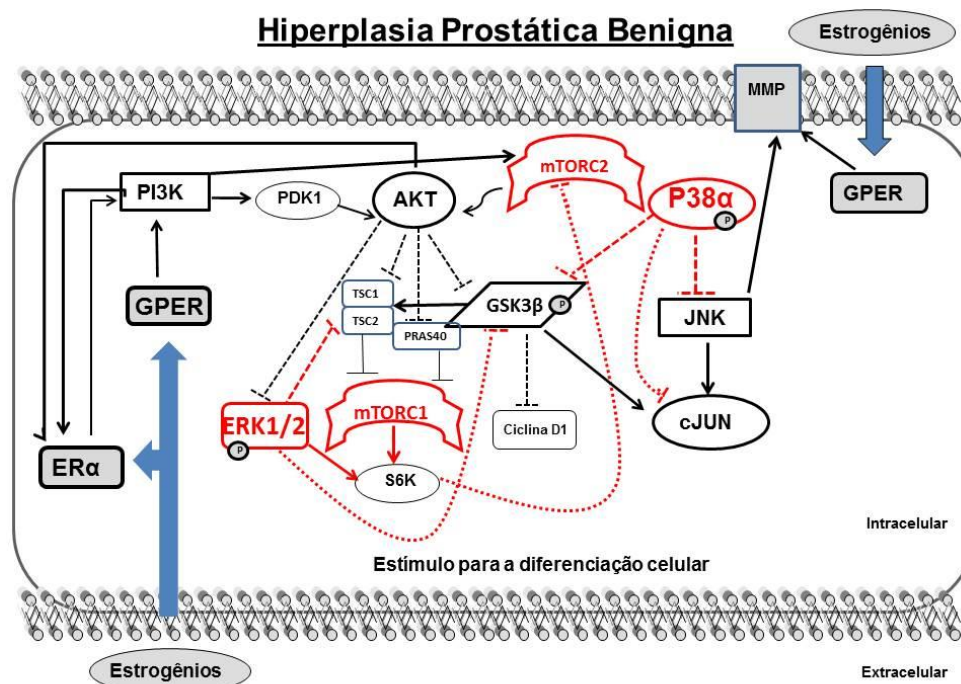 Hiperplasia Prostática Benigna
Estrogênios
MMP
mTORC2
PI3K
PDK1
AKT
P38α
P
GPER
GPER
TSC1
TSC2
GSK3β
P
PRAS40
JNK
ERK1/2
P
mTORC1
Ciclina D1
cJUN
ERα
S6K
Intracelular
Estímulo para a diferenciação celular
Estrogênios
Extracelular